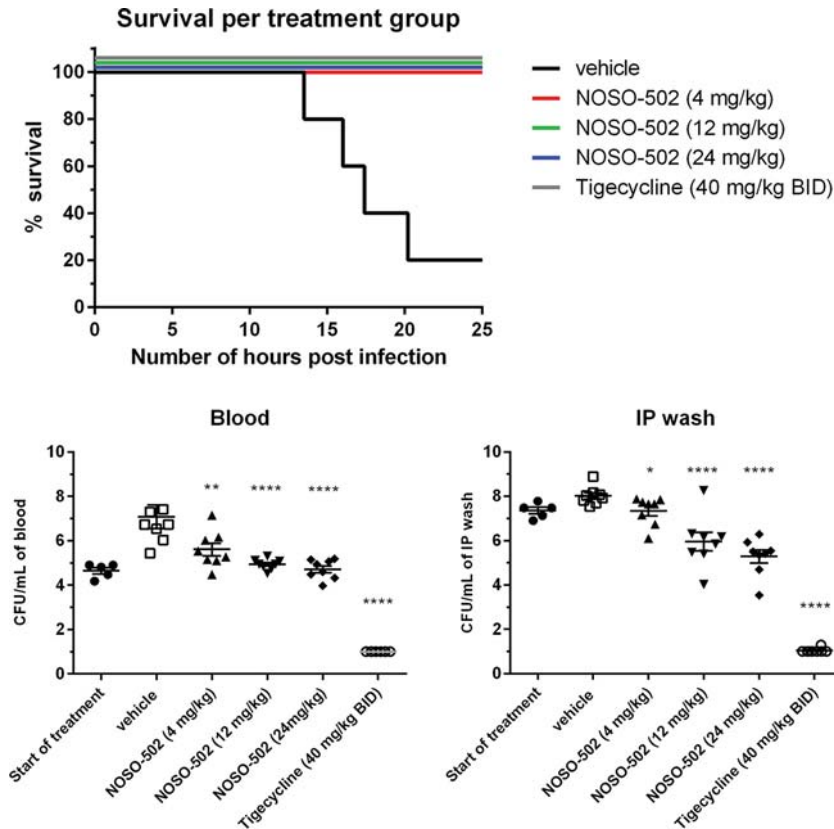 Survival per treatment group
% survival
100
80
60
40
20
0
0 5 10 15 20 25
Number of hours post infection
vehicle
NOSO-502 (4 mg/kg)
NOSO-502 (12 mg/kg)
NOSO-502 (24 mg/kg)
Tigecycline (40 mg/kg BID)
Blood
CFU/mL of blood
10
8
6
4
2
0
** **** **** ****
Start of treatment
vehicle
NOSO-502 (4 mg/kg)
NOSO-502 (12 mg/kg)
NOSO-502 (24mg/kg)
Tigecycline (40 mg/kg BID)
IP wash
CFU/mL of IP wash
10
8
6
4
2
0
* **** **** ****
Start of treatment
vehicle
NOSO-502 (4 mg/kg)
NOSO-502 (12 mg/kg)
NOSO-502 (24 mg/kg)
Tigecycline (40 mg/kg BID)